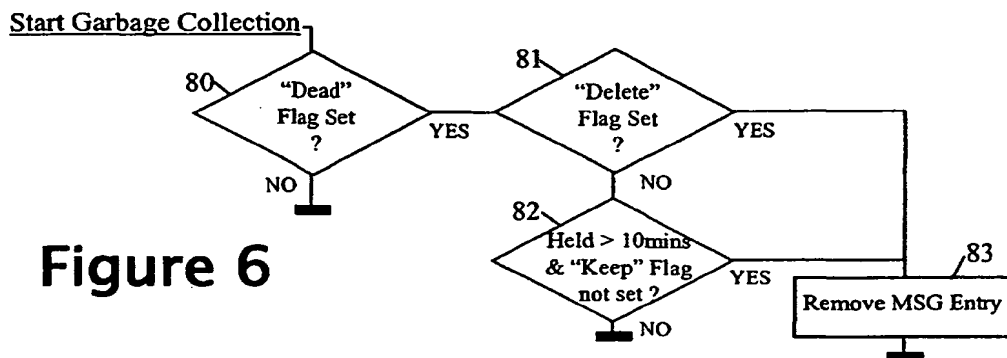 Start Garbage Collection
80
"Dead"
Flag Set
?
YES
NO
81
"Delete"
Flag Set
?
YES
NO
82
Held > 10mins
& "Keep" Flag
not set ?
YES
NO
83
Remove MSG Entry
Figure 6